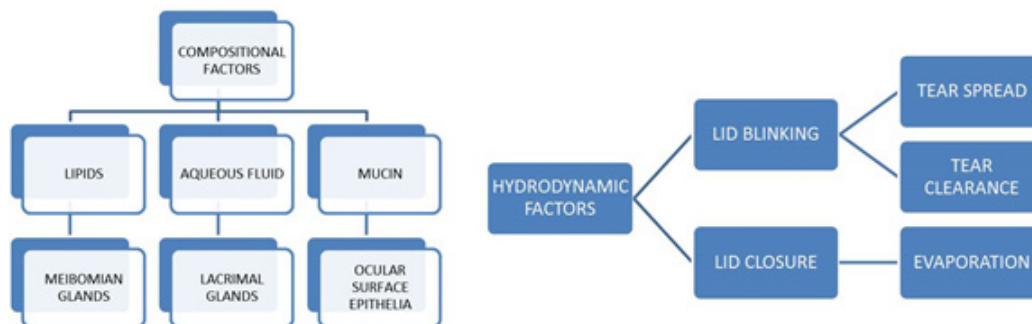 COMPOSITIONAL
FACTORS
LIPIDS
AQUEOUS FLUID
MUCIN
MEIBOMIAN
GLANDS
LACRIMAL
GLANDS
OCULAR
SURFACE
EPITHELIA
HYDRODYNAMIC
FACTORS
LID BLINKING
TEAR SPREAD
TEAR
CLEARANCE
LID CLOSURE
EVAPORATION